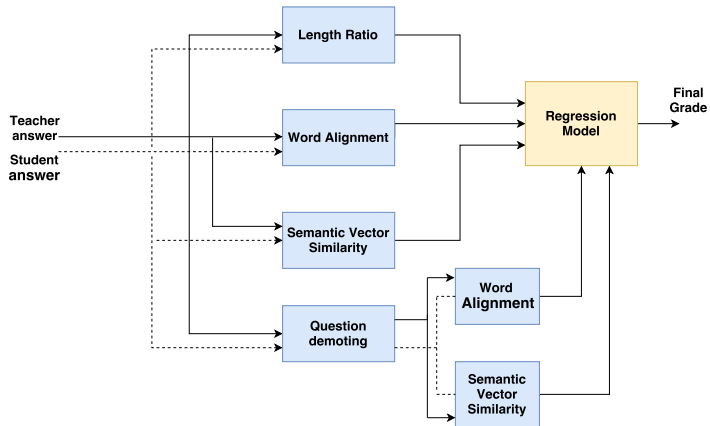 Length Ratio
Teacher
answer
Student
answer
Word Alignment
Regression
Model
Final
Grade
Semantic Vector
Similarity
Question
demoting
Word
Alignment
Semantic
Vector
Similarity